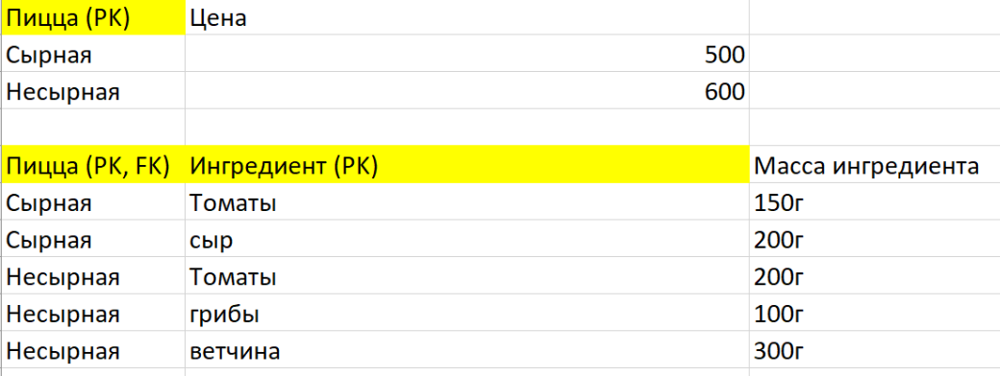 Пицца (PK) Цена
Сырная 500
Несырная 600
Пицца (PK, FK) Ингредиент (PK) Масса ингредиента
Сырная Томаты 150г
Сырная сыр 200г
Несырная Томаты 200г
Несырная грибы 100г
Несырная ветчина 300г